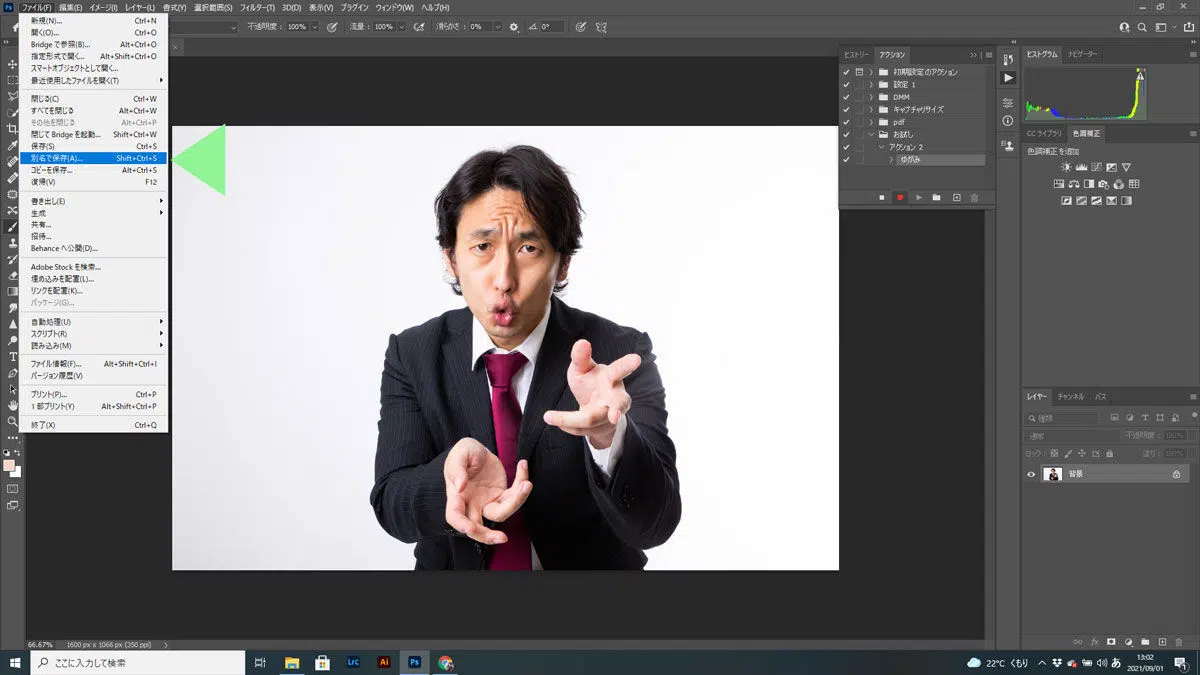 Ps ファイル(F) 編集(E) イメージ(I) レイヤー(L) 書式(Y) 選択範囲(S) フィルター(T) 3D(D) 表示(V) プラグイン ウィンドウ(W) ヘルプ(H)
不透明度: 100% 流量: 100% 滑らかさ: 0% 0°
新規(N)... Ctrl+N
開く(O)... Ctrl+O
Bridge で参照(B)... Alt+Ctrl+O
指定形式で開く... Alt+Shift+Ctrl+O
スマートオブジェクトとして開く...
最近使用したファイルを開く(T)
閉じる(C) Ctrl+W
すべてを閉じる Alt+Ctrl+W
その他を閉じる Alt+Ctrl+P
閉じて Bridge を起動... Shift+Ctrl+W
保存(S) Ctrl+S
別名で保存(A)... Shift+Ctrl+S
コピーを保存... Alt+Ctrl+S
復帰(V) F12
書き出し(E)
生成
共有...
招待...
Behance へ公開(D)...
Adobe Stock を検索...
埋め込みを配置(L)...
リンクを配置(K)...
パッケージ(G)...
自動処理(U)
スクリプト(R)
読み込み(M)
ファイル情報(F)... Alt+Shift+Ctrl+I
バージョン履歴(V)
プリント(P)... Ctrl+P
1 部プリント(Y) Alt+Shift+Ctrl+P
終了(X) Ctrl+Q
ヒストリー アクション
初期設定のアクション
設定 1
DMM
キャプチャリサイズ
pdf
お試し
アクション 2
ゆがみ
ヒストグラム ナビゲーター
CC ライブラリ 色調補正
色調補正を追加
レイヤー チャンネル パス
種類
通常 不透明度: 100%
ロック: 塗り: 100%
背景
66.67% 1600 px x 1066 px (350 ppi)
ここに入力して検索
Lrc Ai Ps
22°C くもり あ
13:02
2021/09/01
1